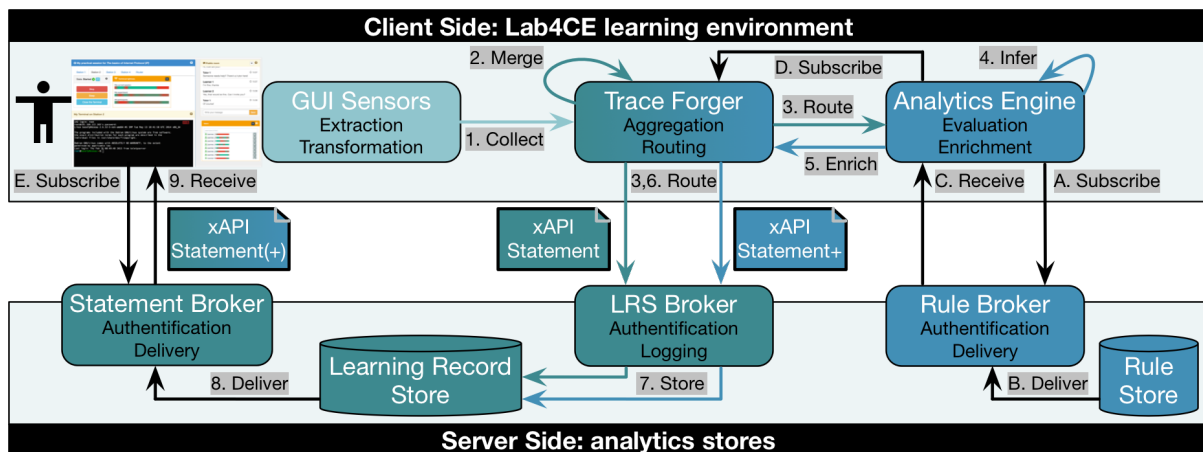 Client Side: Lab4CE learning environment
2. Merge
D. Subscribe
4. Infer
GUI Sensors
Extraction
Transformation
1. Collect
Trace Forger
Aggregation
Routing
3. Route
5. Enrich
Analytics Engine
Evaluation
Enrichment
E. Subscribe
9. Receive
3,6. Route
C. Receive
A. Subscribe
xAPI
Statement(+)
xAPI
Statement
xAPI
Statement+
Statement Broker
Authentification
Delivery
LRS Broker
Authentification
Logging
Rule Broker
Authentification
Delivery
Learning Record
Store
Rule
Store
8. Deliver
7. Store
B. Deliver
Server Side: analytics stores